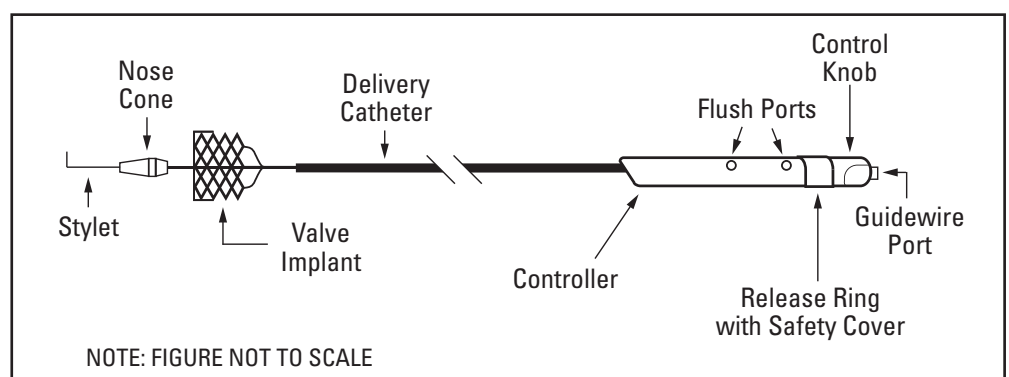 Nose
Cone
Delivery
Catheter
Flush Ports
Control
Knob
Stylet
Valve
Implant
Controller
Release Ring
with Safety Cover
Guidewire
Port
NOTE: FIGURE NOT TO SCALE